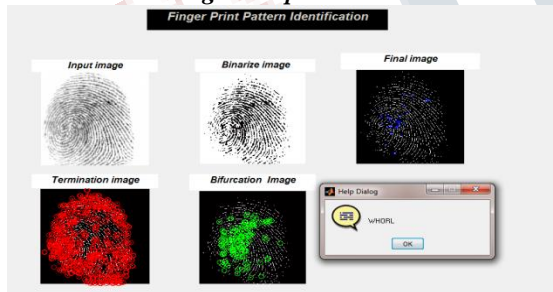 Finger Print Pattern Identification
Input image
Binarize image
Final image
Termination image
Bifurcation Image
Help Dialog
WHORL
OK